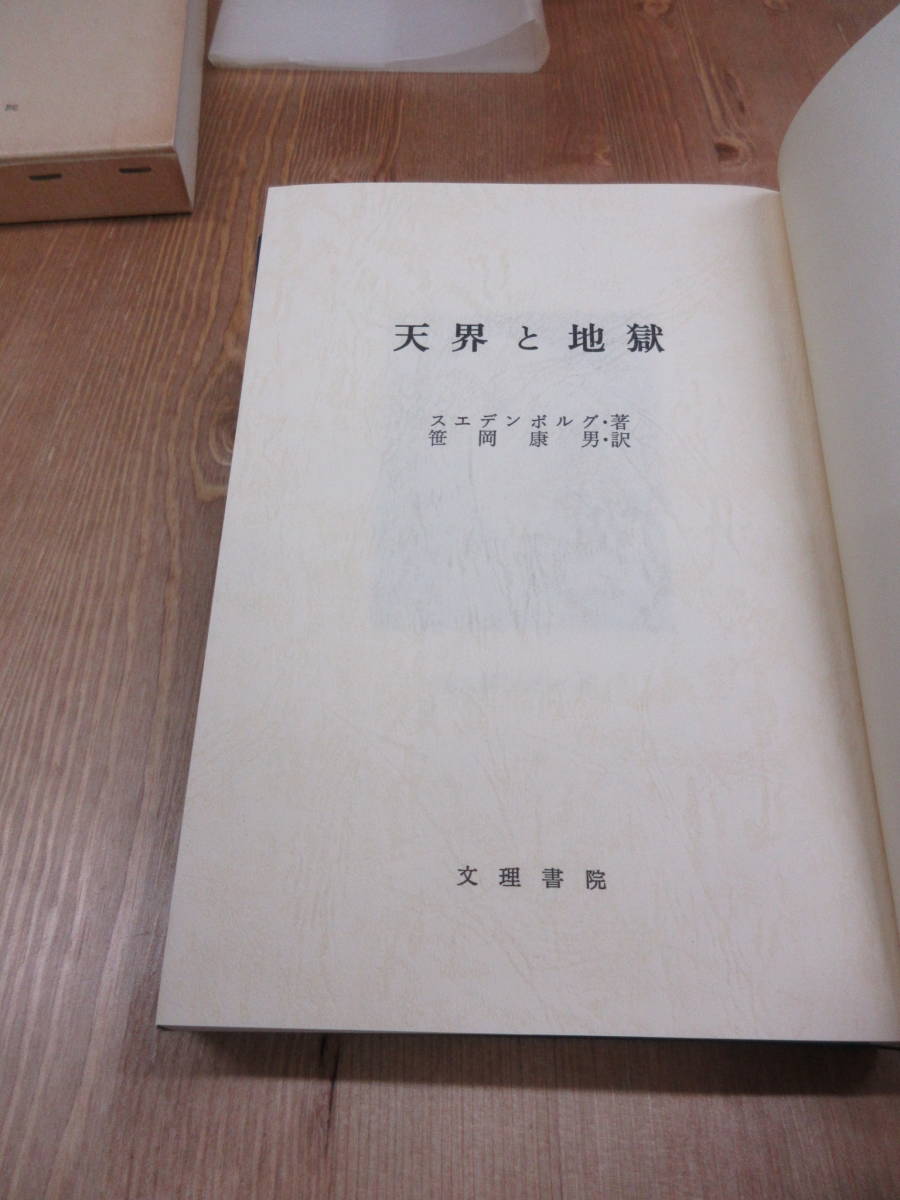 天界と地獄
スエデンボルグ・著
笹岡康男・訳
文理書院
院